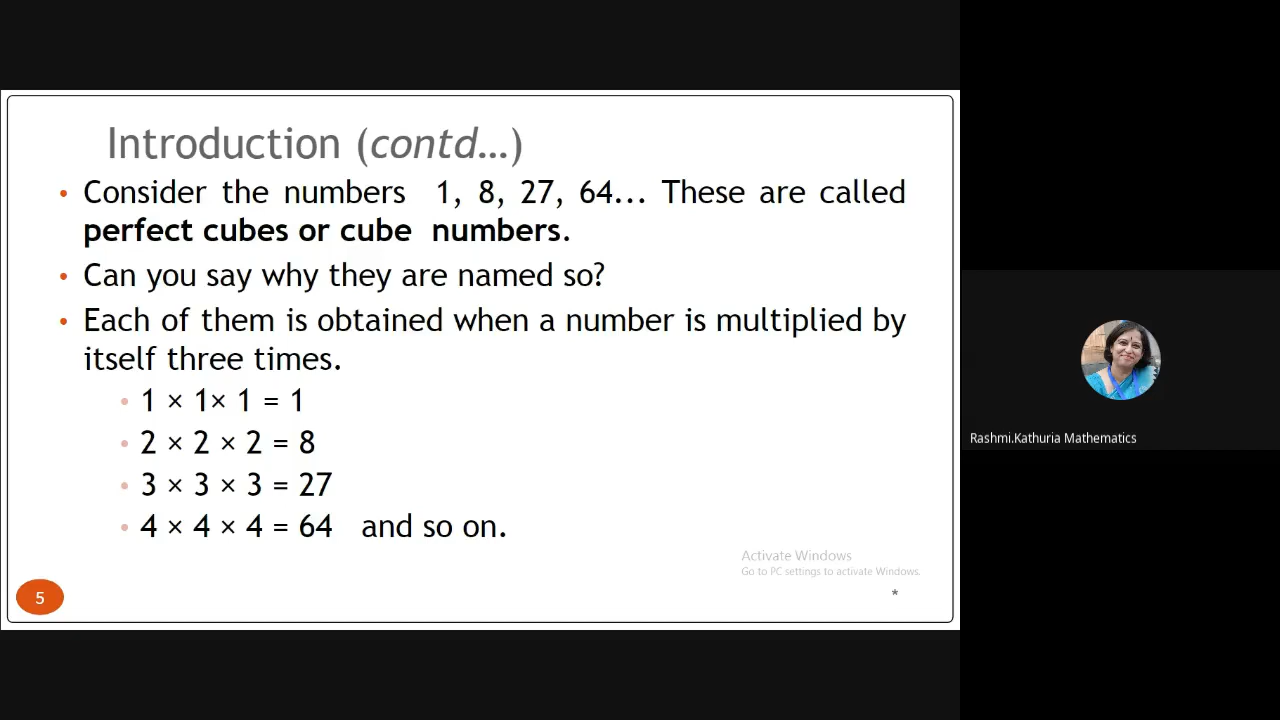 Introduction (contd…)
• Consider the numbers 1, 8, 27, 64... These are called
perfect cubes or cube numbers.
• Can you say why they are named so?
• Each of them is obtained when a number is multiplied by
itself three times.
• 1 × 1× 1 = 1
• 2 × 2 × 2 = 8
• 3 × 3 × 3 = 27
• 4 × 4 × 4 = 64 and so on.
Activate Windows
Go to PC settings to activate Windows.
5
*
Rashmi.Kathuria Mathematics